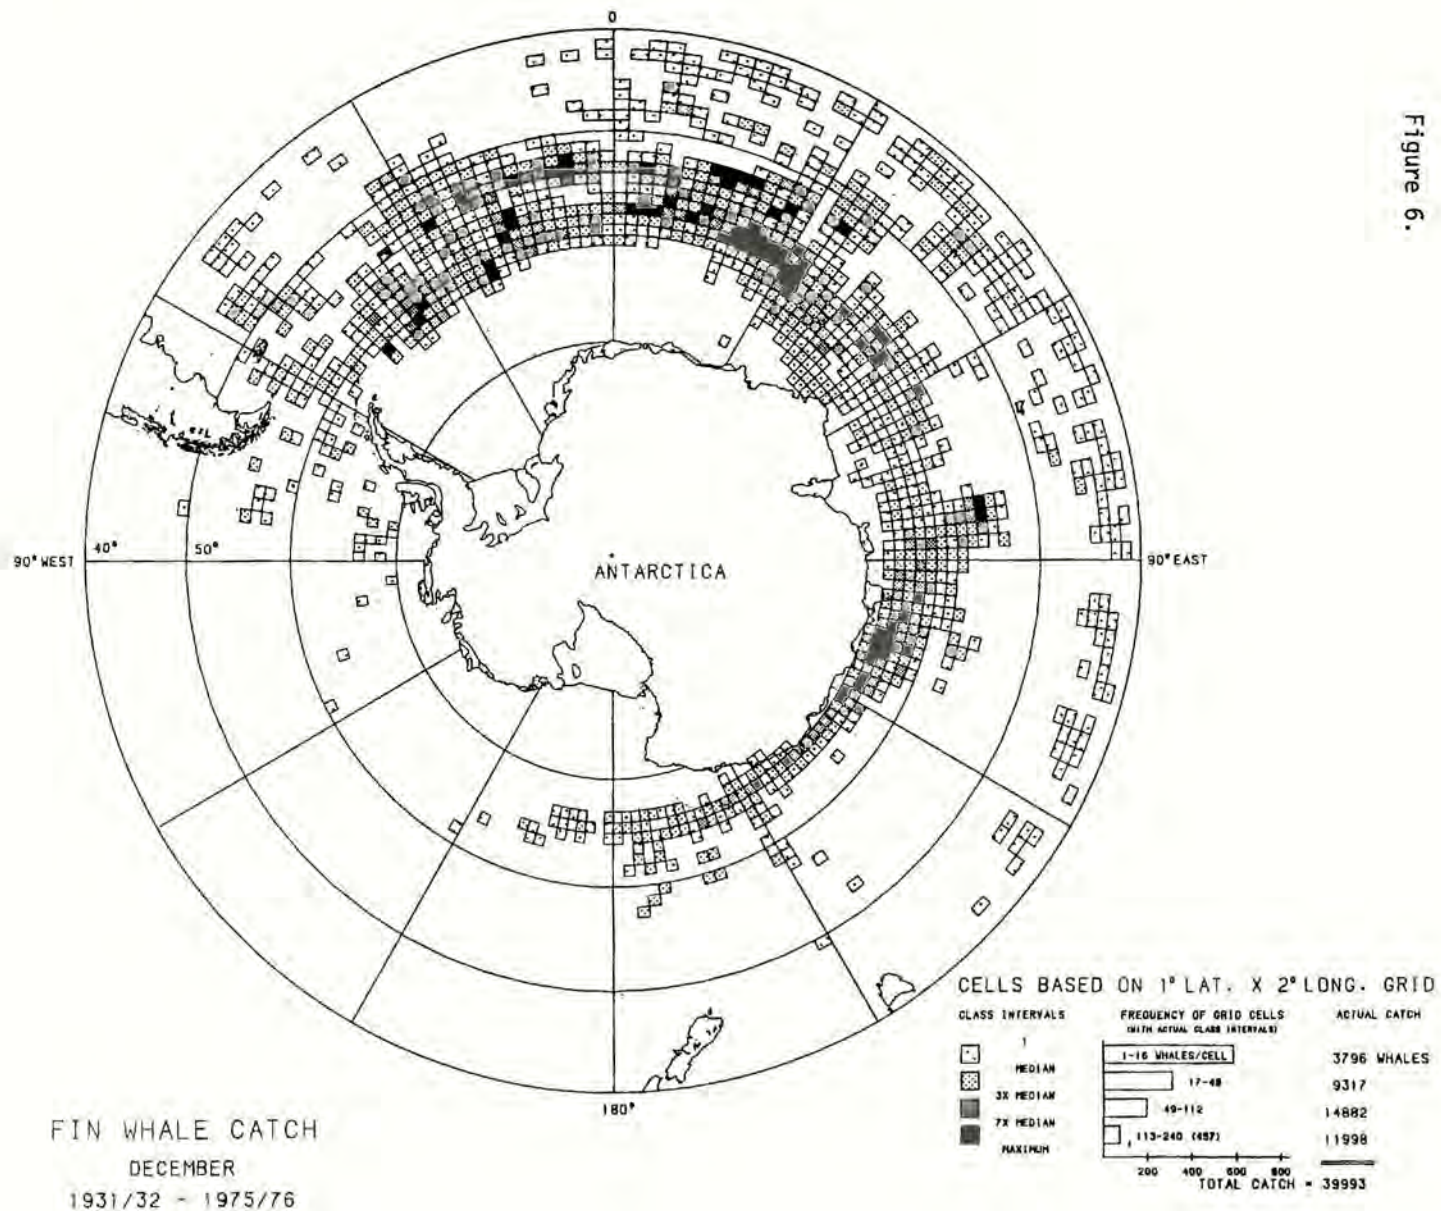 Figure 6.
0
90° WEST
40°
50°
ANTARCTICA
90° EAST
180°
CELLS BASED ON 1° LAT. X 2° LONG. GRID
CLASS INTERVALS
FREQUENCY OF GRID CELLS
(WITH ACTUAL CLASS INTERVALS)
ACTUAL CATCH
1
MEDIAN
3X MEDIAN
7X MEDIAN
MAXIMUM
1-16 WHALES/CELL
17-48
49-112
113-240 (457)
200 400 600 800
3796 WHALES
9317
14882
11998
TOTAL CATCH = 39993
FIN WHALE CATCH
DECEMBER
1931/32 - 1975/76